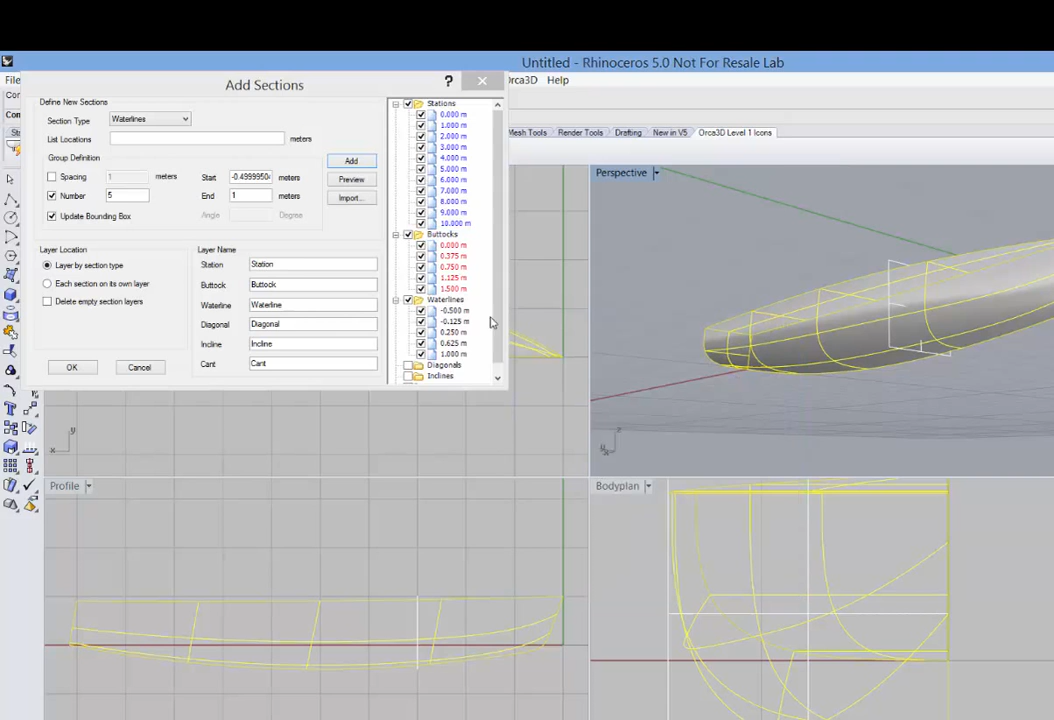 Untitled - Rhinoceros 5.0 Not For Resale Lab
File
Orca3D Help
Add Sections
?
Define New Sections
Section Type
Waterlines
List Locations
meters
Group Definition
Spacing
1
meters
Start
-0.4999950
meters
Number
5
End
1
meters
Update Bounding Box
Angle
Degree
Add
Preview
Import...
Layer Location
Layer by section type
Each section on its own layer
Delete empty section layers
Layer Name
Station
Station
Buttock
Buttock
Waterline
Waterline
Diagonal
Diagonal
Incline
Incline
Cant
Cant
OK
Cancel
Stations
0.000 m
1.000 m
2.000 m
3.000 m
4.000 m
5.000 m
6.000 m
7.000 m
8.000 m
9.000 m
10.000 m
Buttocks
0.000 m
0.375 m
0.750 m
1.125 m
1.500 m
Waterlines
-0.500 m
-0.125 m
0.250 m
0.625 m
1.000 m
Diagonals
Inclines
Mesh Tools
Render Tools
Drafting
New in V5
Orca3D Level 1 Icons
Perspective
x
y
Profile
Bodyplan